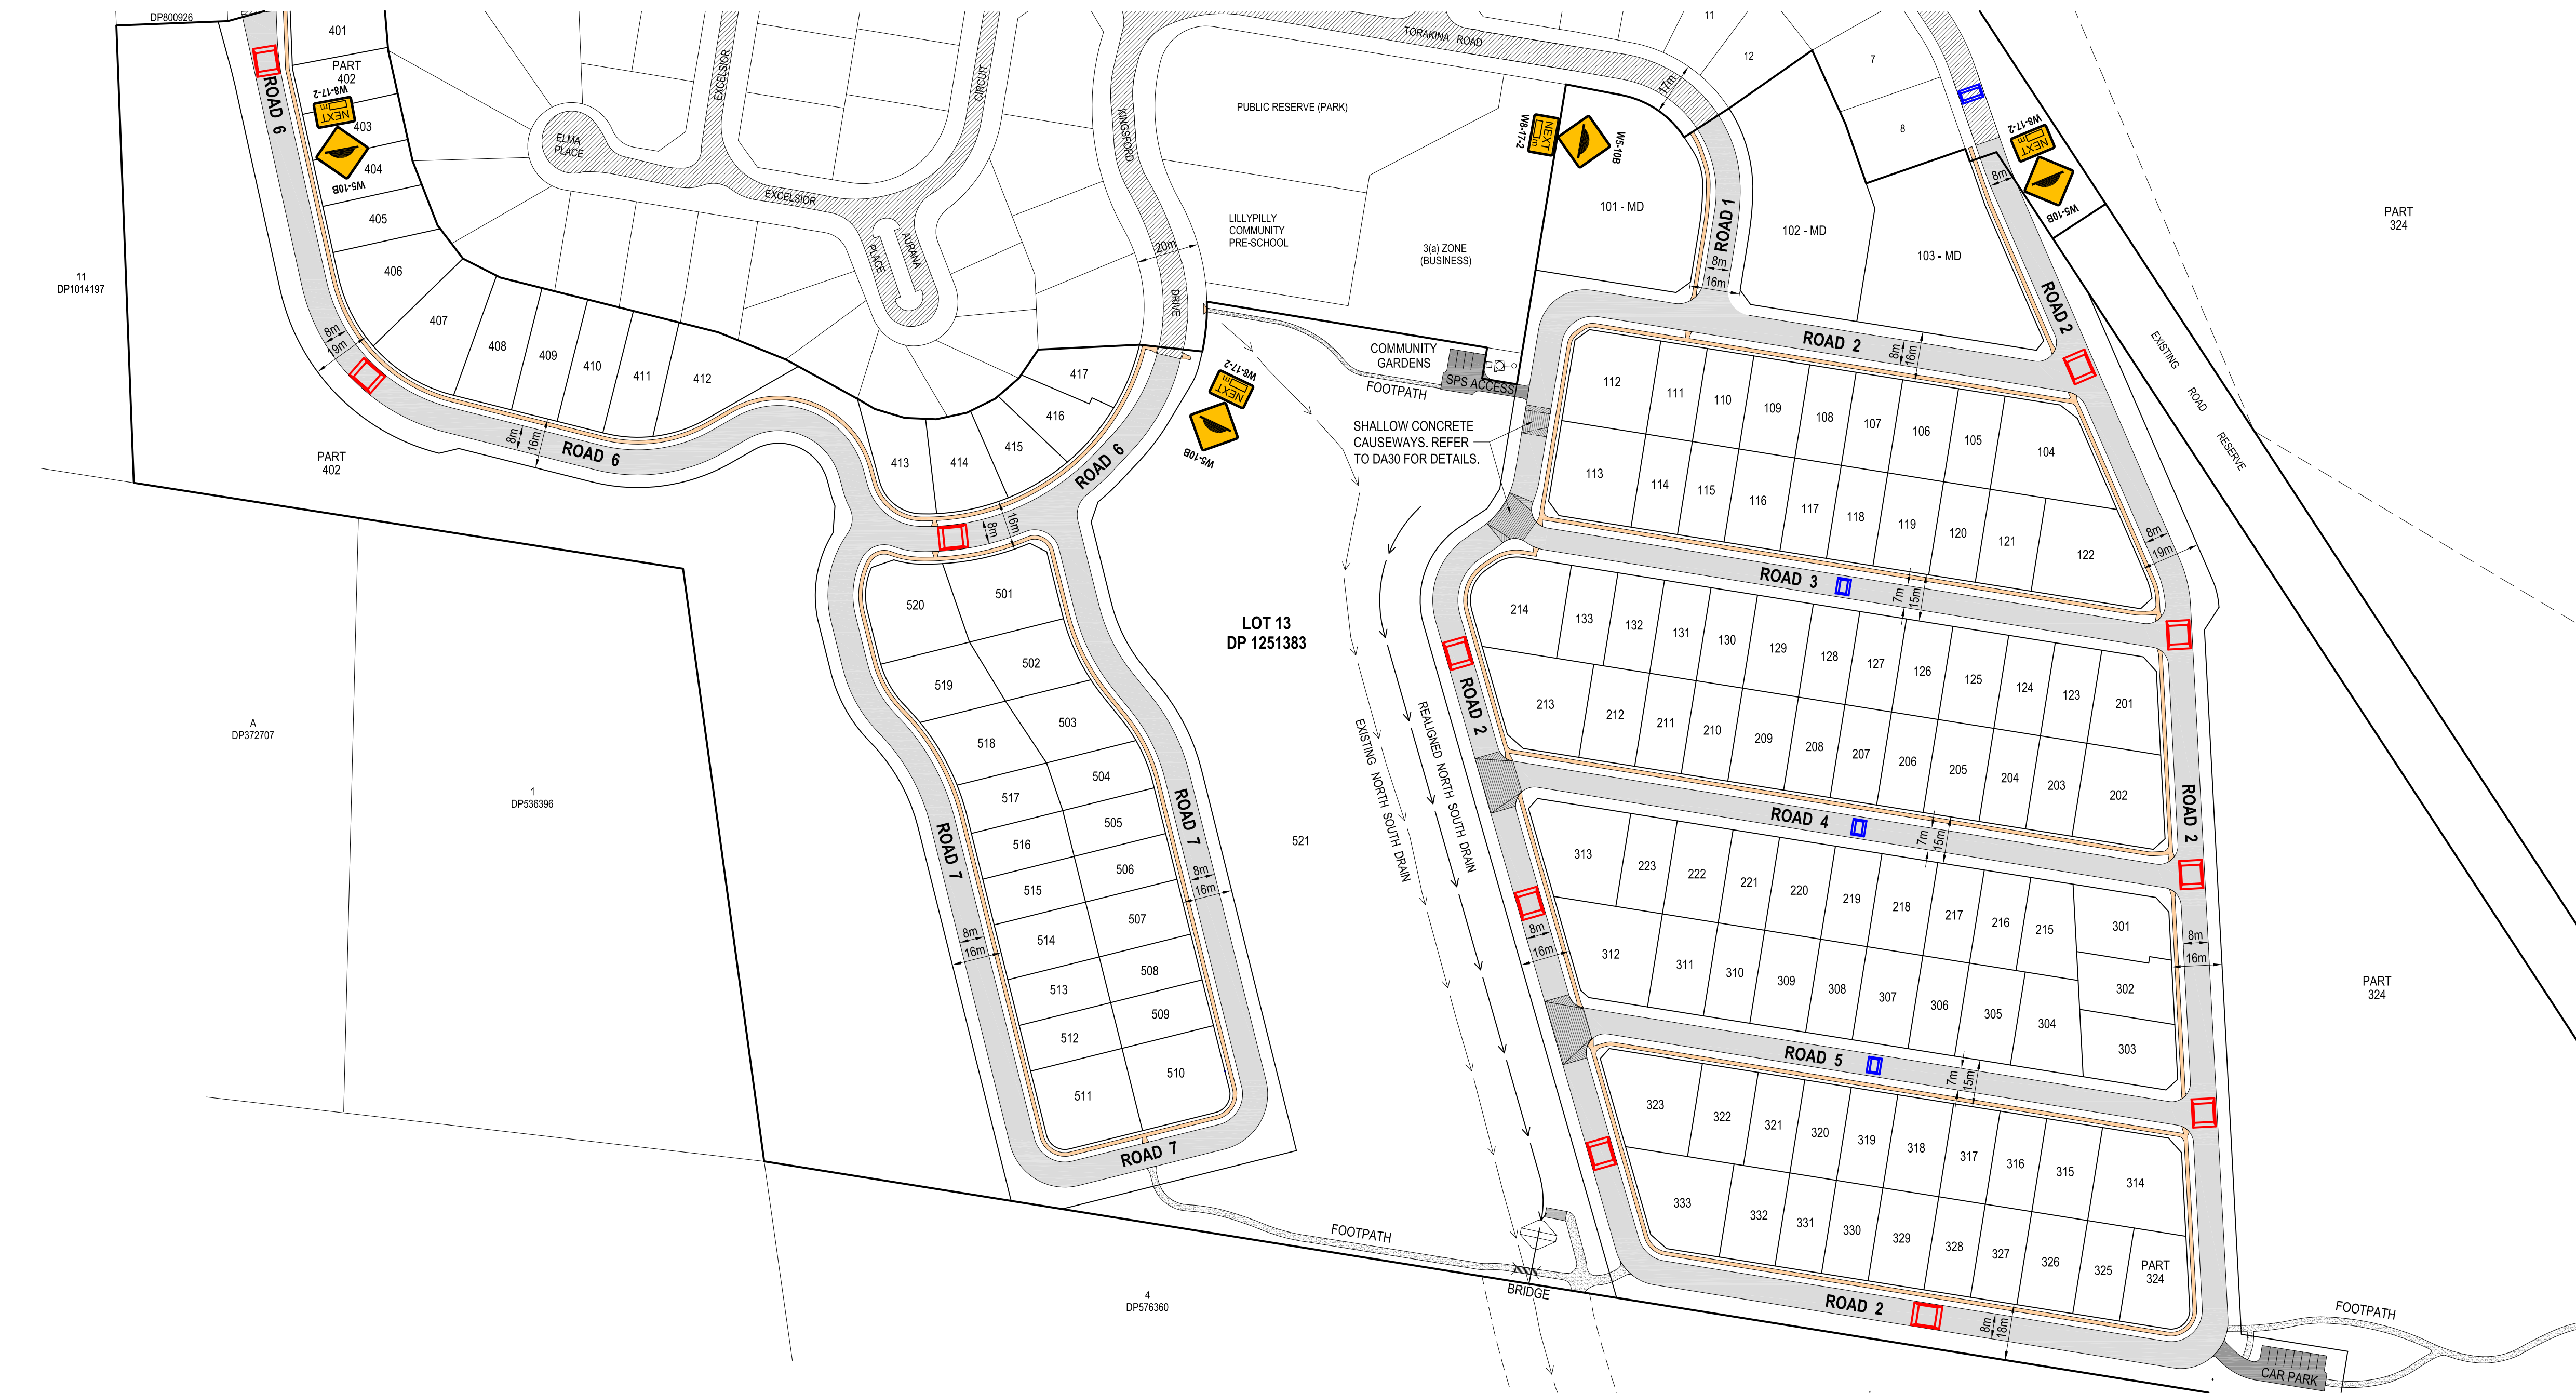 DP800926
401
PART
402
W8-17-2
NEXT
m
403
404
W5-10B
405
406
ROAD 6
11
DP1014197
407
408
409
410
411
412
8m
19m
8m
16m
ROAD 6
PART
402
EXCELSIOR
CIRCUIT
ELMA
PLACE
EXCELSIOR
AURANA
PLACE
KINGSFORD
DRIVE
20m
TORAKINA ROAD
17m
PUBLIC RESERVE (PARK)
LILLYPILLY
COMMUNITY
PRE-SCHOOL
3(a) ZONE
(BUSINESS)
W8-17-2
NEXT
m
W5-10B
11
12
7
8
101 - MD
102 - MD
103 - MD
ROAD 1
8m
16m
W8-17-2
NEXT
m
W5-10B
8m
ROAD 2
PART
324
EXISTING ROAD RESERVE
413
414
415
416
417
ROAD 6
8m
16m
W8-17-2
NEXT
m
W5-10B
COMMUNITY
GARDENS
SPS ACCESS
FOOTPATH
SHALLOW CONCRETE
CAUSEWAYS. REFER
TO DA30 FOR DETAILS.
ROAD 2
8m
16m
112
111
110
109
108
107
106
105
104
113
114
115
116
117
118
119
120
121
122
8m
19m
ROAD 3
7m
15m
214
133
132
131
130
129
128
127
126
125
124
123
201
213
212
211
210
209
208
207
206
205
204
203
202
ROAD 2
ROAD 2
ROAD 4
7m
15m
313
223
222
221
220
219
218
217
216
215
301
302
303
312
311
310
309
308
307
306
305
304
8m
16m
8m
16m
ROAD 5
7m
15m
323
322
321
320
319
318
317
316
315
314
333
332
331
330
329
328
327
326
325
PART
324
ROAD 2
8m
18m
PART
324
FOOTPATH
CAR PARK
LOT 13
DP 1251383
521
EXISTING NORTH SOUTH DRAIN
REALIGNED NORTH SOUTH DRAIN
520
501
519
502
518
503
517
504
516
505
515
506
514
507
513
508
512
509
511
510
ROAD 7
ROAD 7
8m
16m
8m
16m
ROAD 7
FOOTPATH
BRIDGE
A
DP372707
1
DP536396
4
DP576360